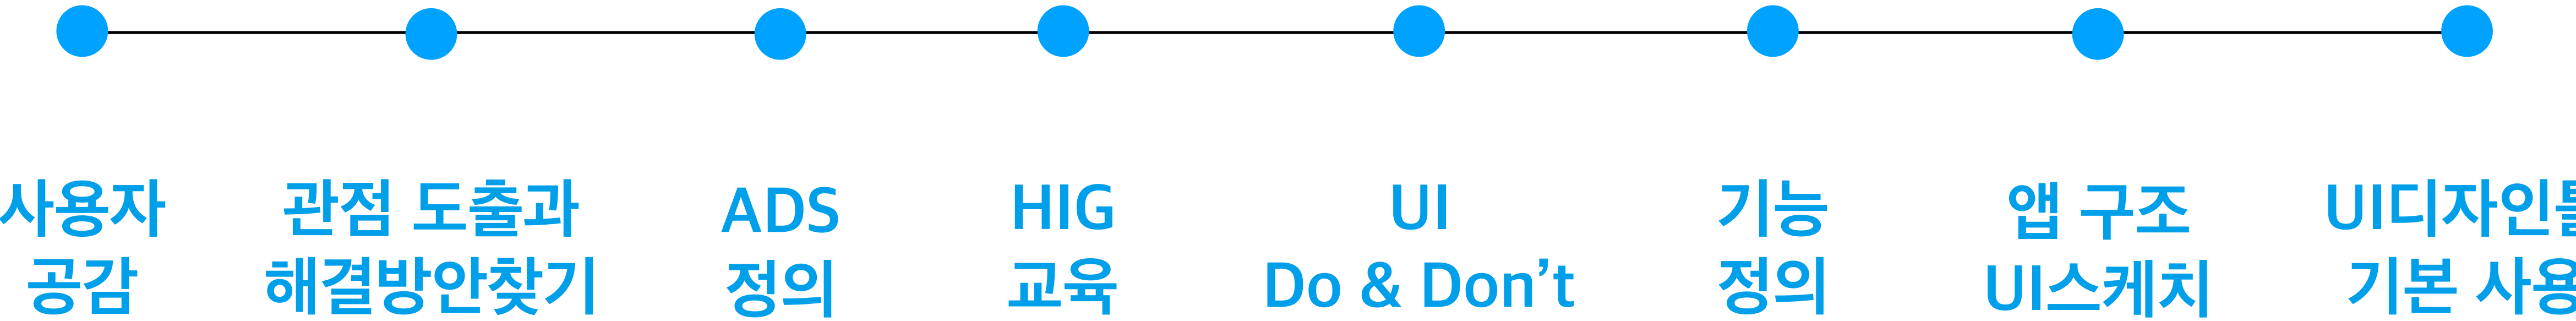 사용자
공감
관점 도출과
해결방안찾기
ADS
정의
HIG
교육
UI
Do & Don’t
기능
정의
앱 구조
UI스케치
UI디자인
기본